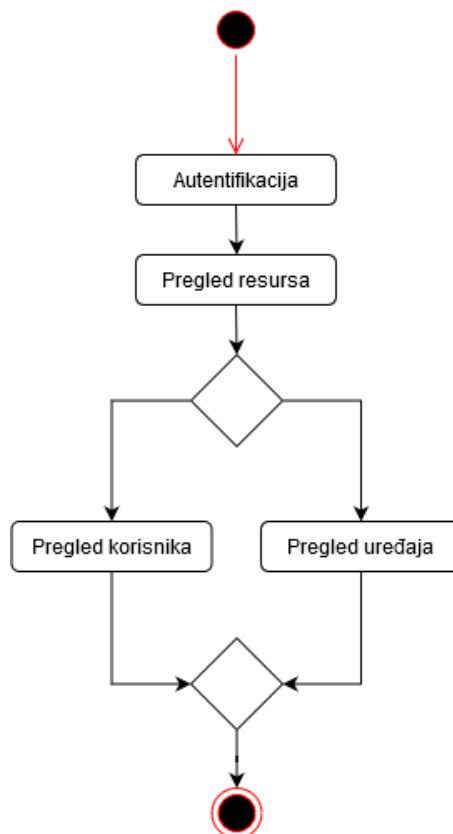 Autentifikacija
Pregled resursa
Pregled korisnika
Pregled uređaja